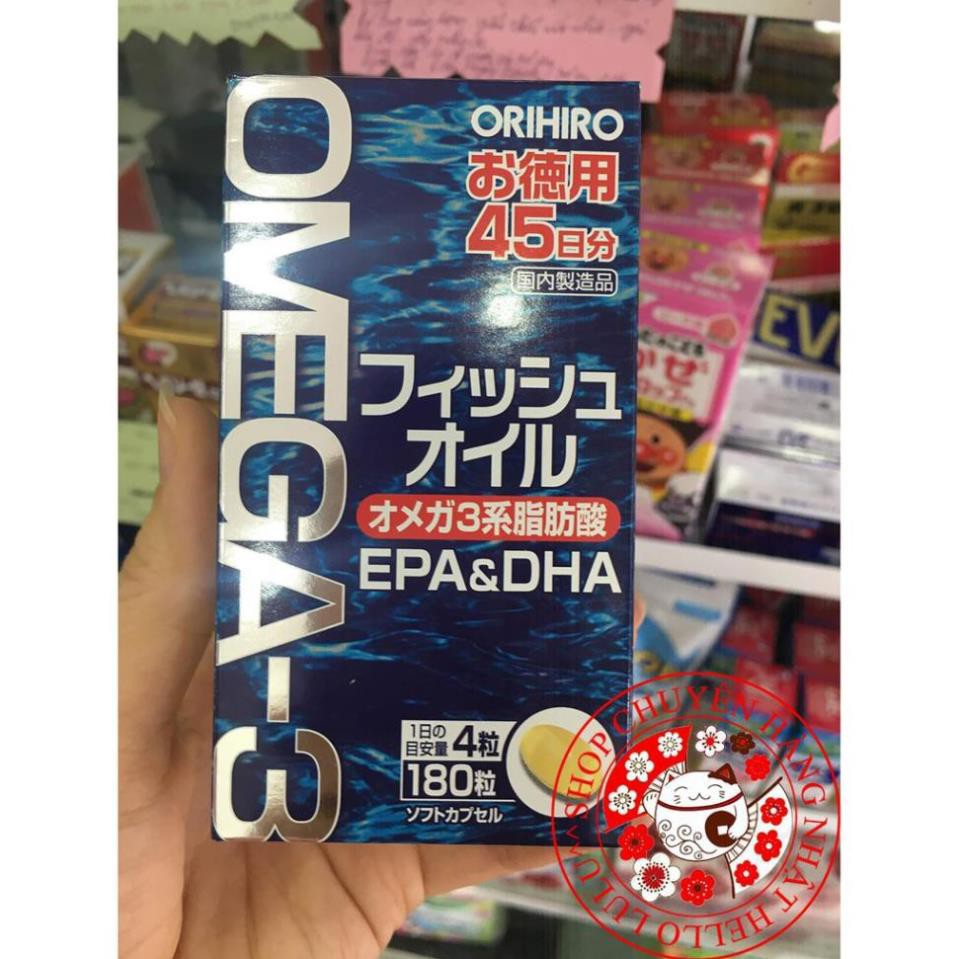 OMEGA-3
ORIHIRO
お徳用
45日分
国内製造品
フィッシュ
オイル
オメガ3系脂肪酸
EPA&DHA
1日の
目安量 4粒
180粒
ソフトカプセル
かぜ
EV
SHOP CHUYÊN HÀNG NHẬT HELLO LULU